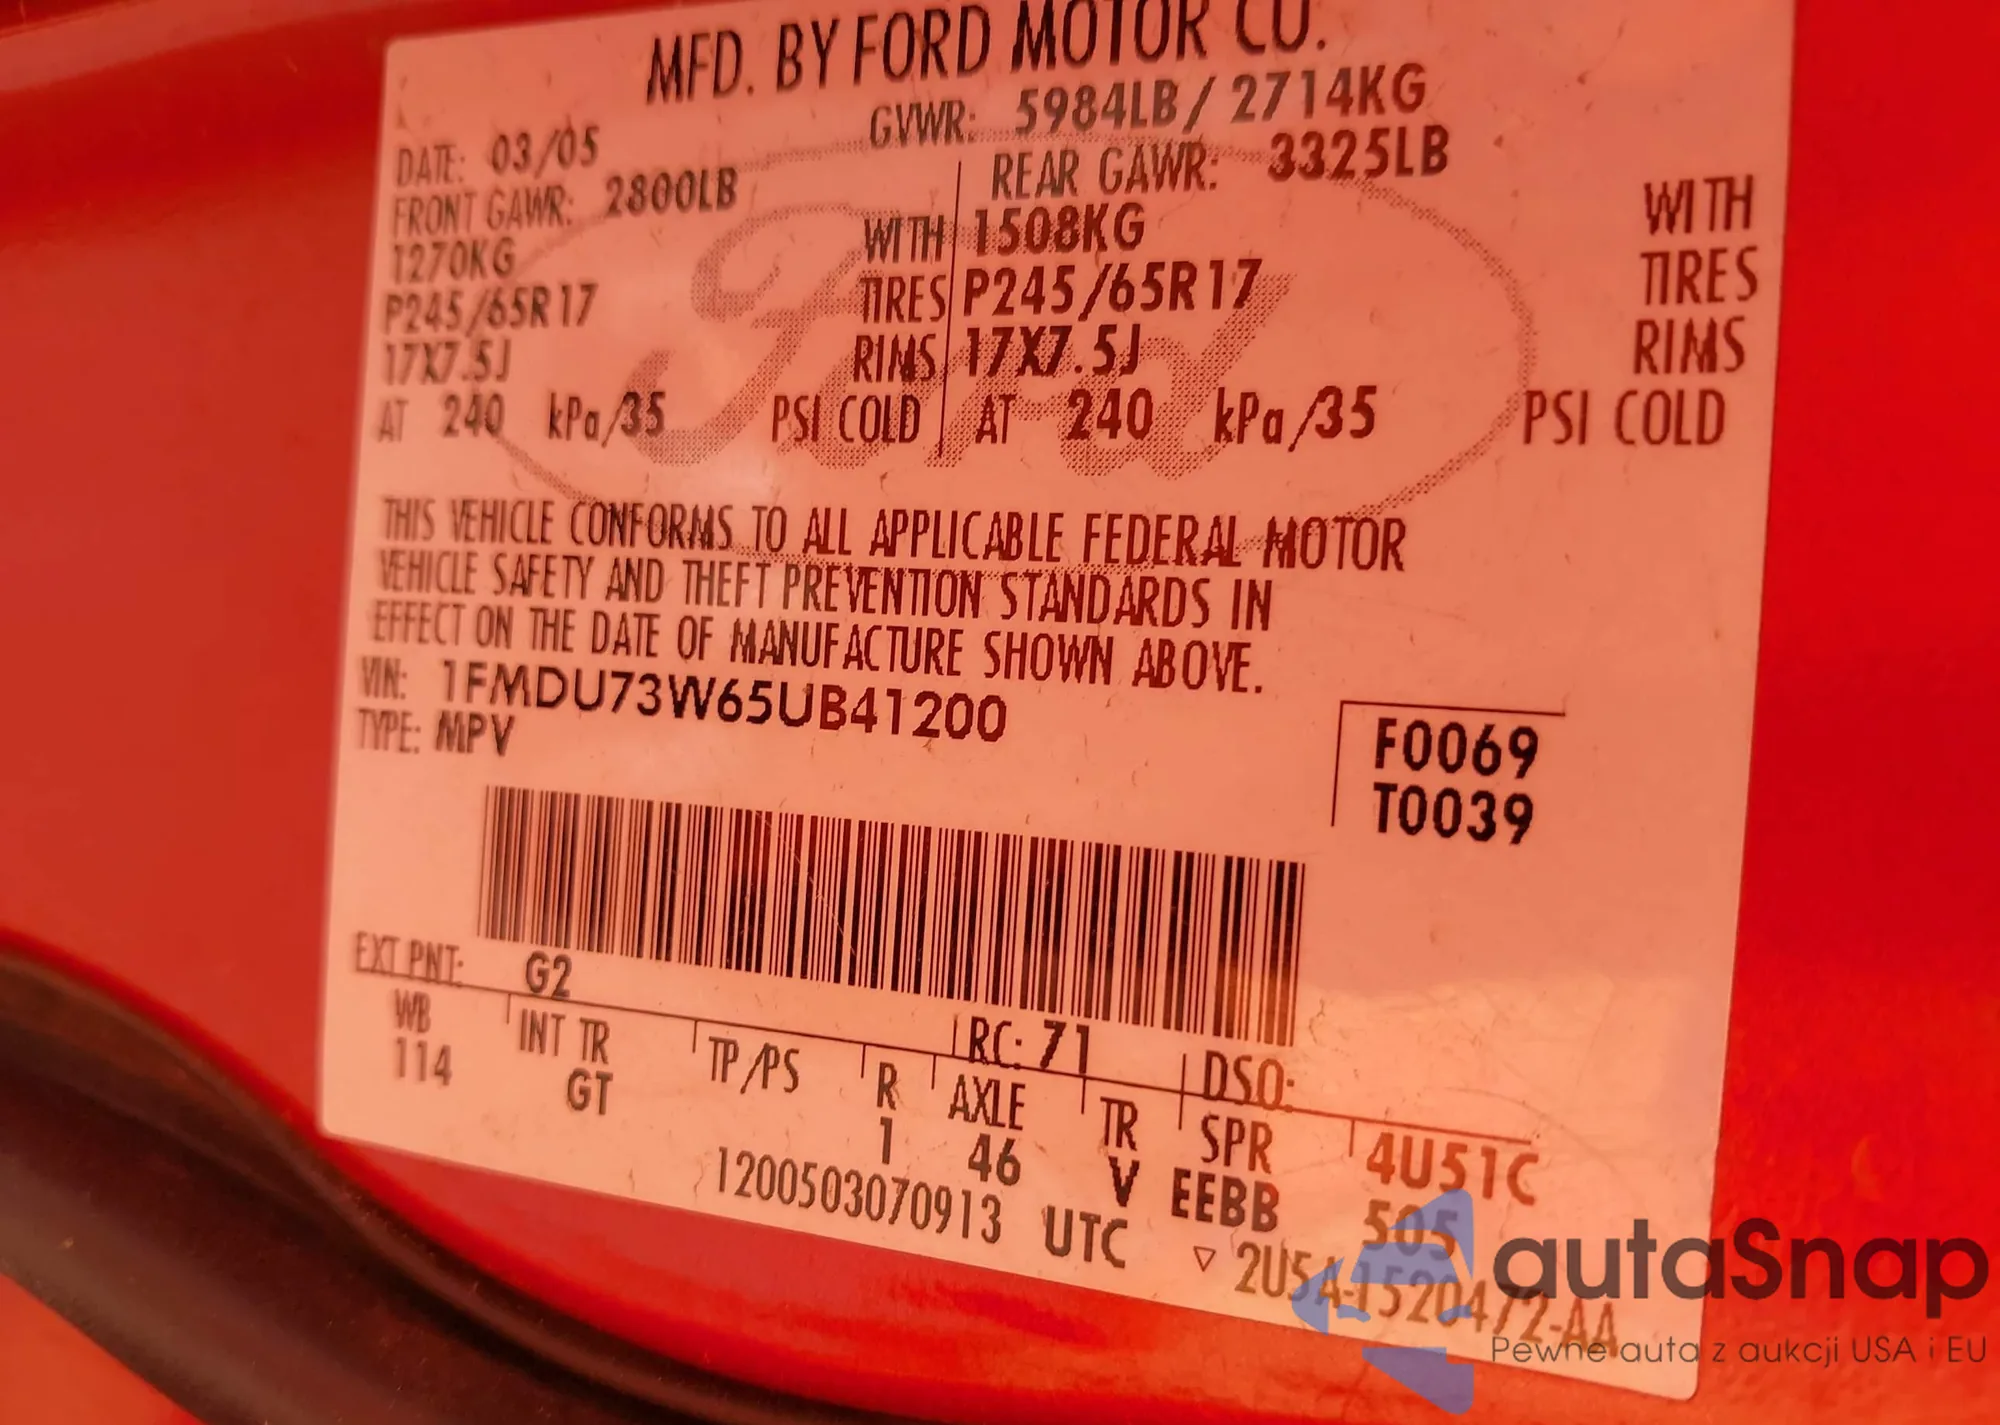 MFD. BY FORD MOTOR CO.
DATE: 03/05 GVWR: 5984LB/2714KG
FRONT GAWR: 2800LB REAR GAWR: 3325LB
1270KG WITH 1508KG WITH
P245/65R17 TIRES P245/65R17 TIRES
17X7.5J RIMS 17X7.5J RIMS
AT 240 kPa/35 PSI COLD AT 240 kPa/35 PSI COLD
Ford
THIS VEHICLE CONFORMS TO ALL APPLICABLE FEDERAL MOTOR
VEHICLE SAFETY AND THEFT PREVENTION STANDARDS IN
EFFECT ON THE DATE OF MANUFACTURE SHOWN ABOVE.
VIN: 1FMDU73W65UB41200
TYPE: MPV
F0069
T0039
EXT PNT: G2 RC: 71 DSO:
WB INT TR TP/PS R AXLE TR SPR 4U51C
114 GT 1 46 V EEBB 505
1200503070913 UTC ▽ 2U5A-1520472-AA
autaSnap
Pewne auta z aukcji USA i EU